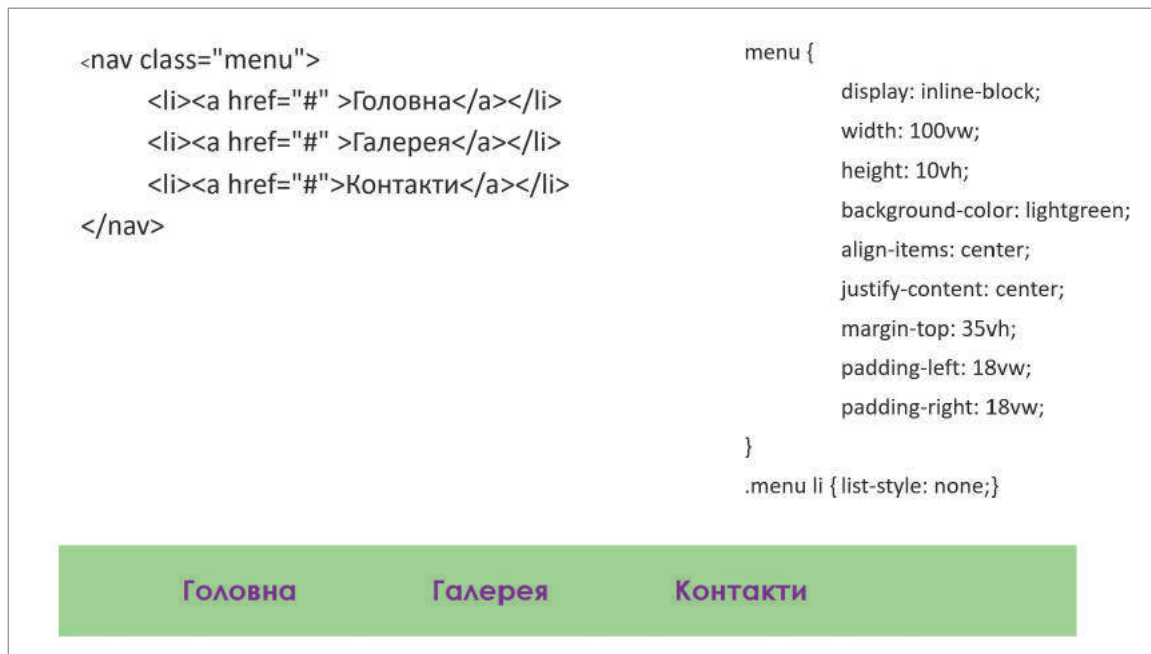 <nav class="menu">
<li><a href="#" >Головна</a></li>
<li><a href="#" >Галерея</a></li>
<li><a href="#">Контакти</a></li>
</nav>
menu {
display: inline-block;
width: 100vw;
height: 10vh;
background-color: lightgreen;
align-items: center;
justify-content: center;
margin-top: 35vh;
padding-left: 18vw;
padding-right: 18vw;
}
.menu li { list-style: none;}
Головна Галерея Контакти